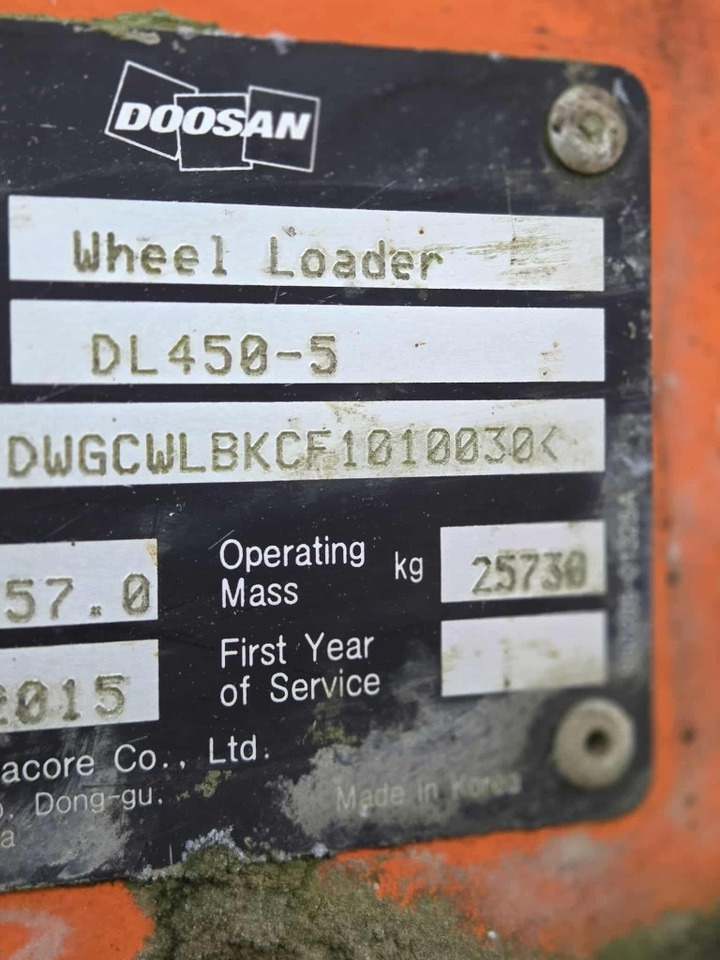 DOOSAN
Wheel Loader
DL450-5
DWGCWLBKCF1010030<
57.0 Operating Mass kg 25730
2015 First Year of Service
acore Co., Ltd.
Dong-gu,
Made in Korea
a